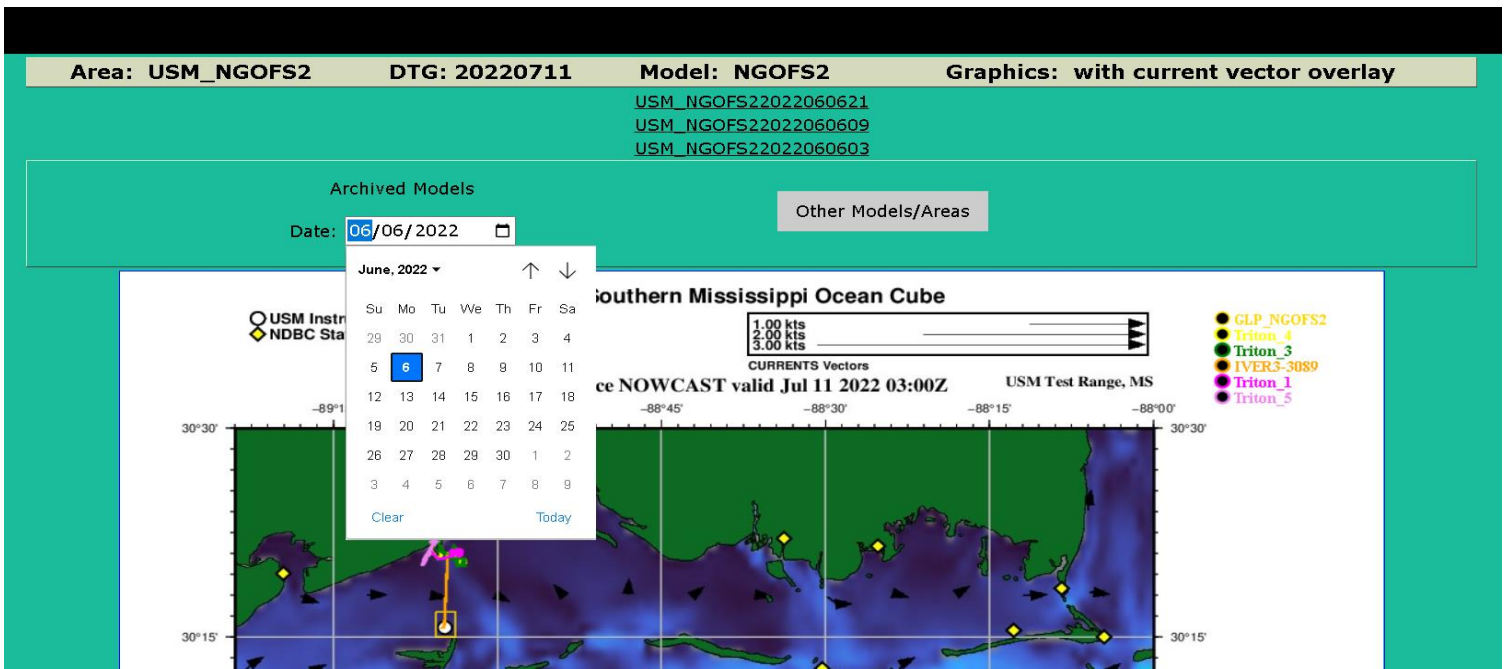 Area: USM_NGOFS2 DTG: 20220711 Model: NGOFS2 Graphics: with current vector overlay
USM_NGOFS22022060621
USM_NGOFS22022060609
USM_NGOFS22022060603
Archived Models
Other Models/Areas
Date: 06/06/2022
June, 2022
Su Mo Tu We Th Fr Sa
29 30 31 1 2 3 4
5 6 7 8 9 10 11
12 13 14 15 16 17 18
19 20 21 22 23 24 25
26 27 28 29 30 1 2
3 4 5 6 7 8 9
Clear Today
Southern Mississippi Ocean Cube
USM Instr
NDBC Sta
1.00 kts
2.00 kts
3.00 kts
CURRENTS Vectors
ce NOWCAST valid Jul 11 2022 03:00Z
USM Test Range, MS
GLP_NGOFS2
Triton_4
Triton_3
IVER3-3089
Triton_1
Triton_5
-89°1 -88°45' -88°30' -88°15' -88°00'
30°30' 30°30'
30°15' 30°15'